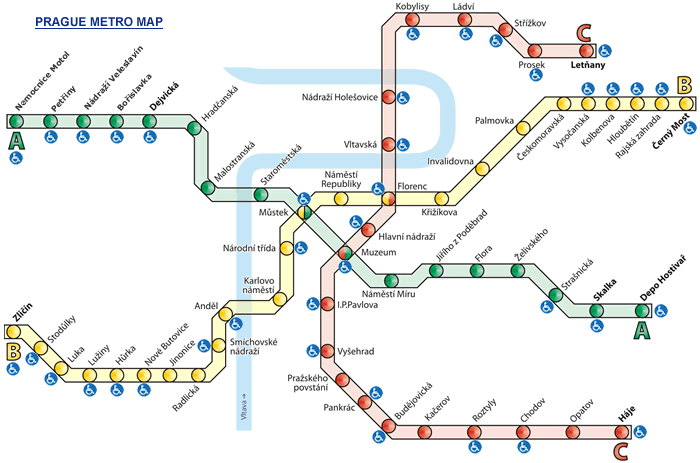 PRAGUE METRO MAP
Kobylisy
Ládví
Střížkov
Prosek
C
Letňany
Nemocnice Motol
Petřiny
Nádraží Veleslavín
Bořislavka
Dejvická
Hradčanská
A
Malostranská
Staroměstská
Nádraží Holešovice
Vltavská
Palmovka
Invalidovna
Českomoravská
Vysočanská
Kolbenova
Hloubětín
Rajská zahrada
B
Černý Most
Náměstí
Republiky
Florenc
Křižíkova
Můstek
Hlavní nádraží
Muzeum
Národní třída
Karlovo
náměstí
Anděl
Náměstí Míru
Jiřího z Poděbrad
Flora
Želivského
Strašnická
Skalka
Depo Hostivař
A
I.P.Pavlova
Zličín
B
Stodůlky
Luka
Lužiny
Hůrka
Nové Butovice
Jinonice
Radlická
Smíchovské
nádraží
Vyšehrad
Pražského
povstání
Pankrác
Budějovická
Kačerov
Roztyly
Chodov
Opatov
Háje
C
Vltava →